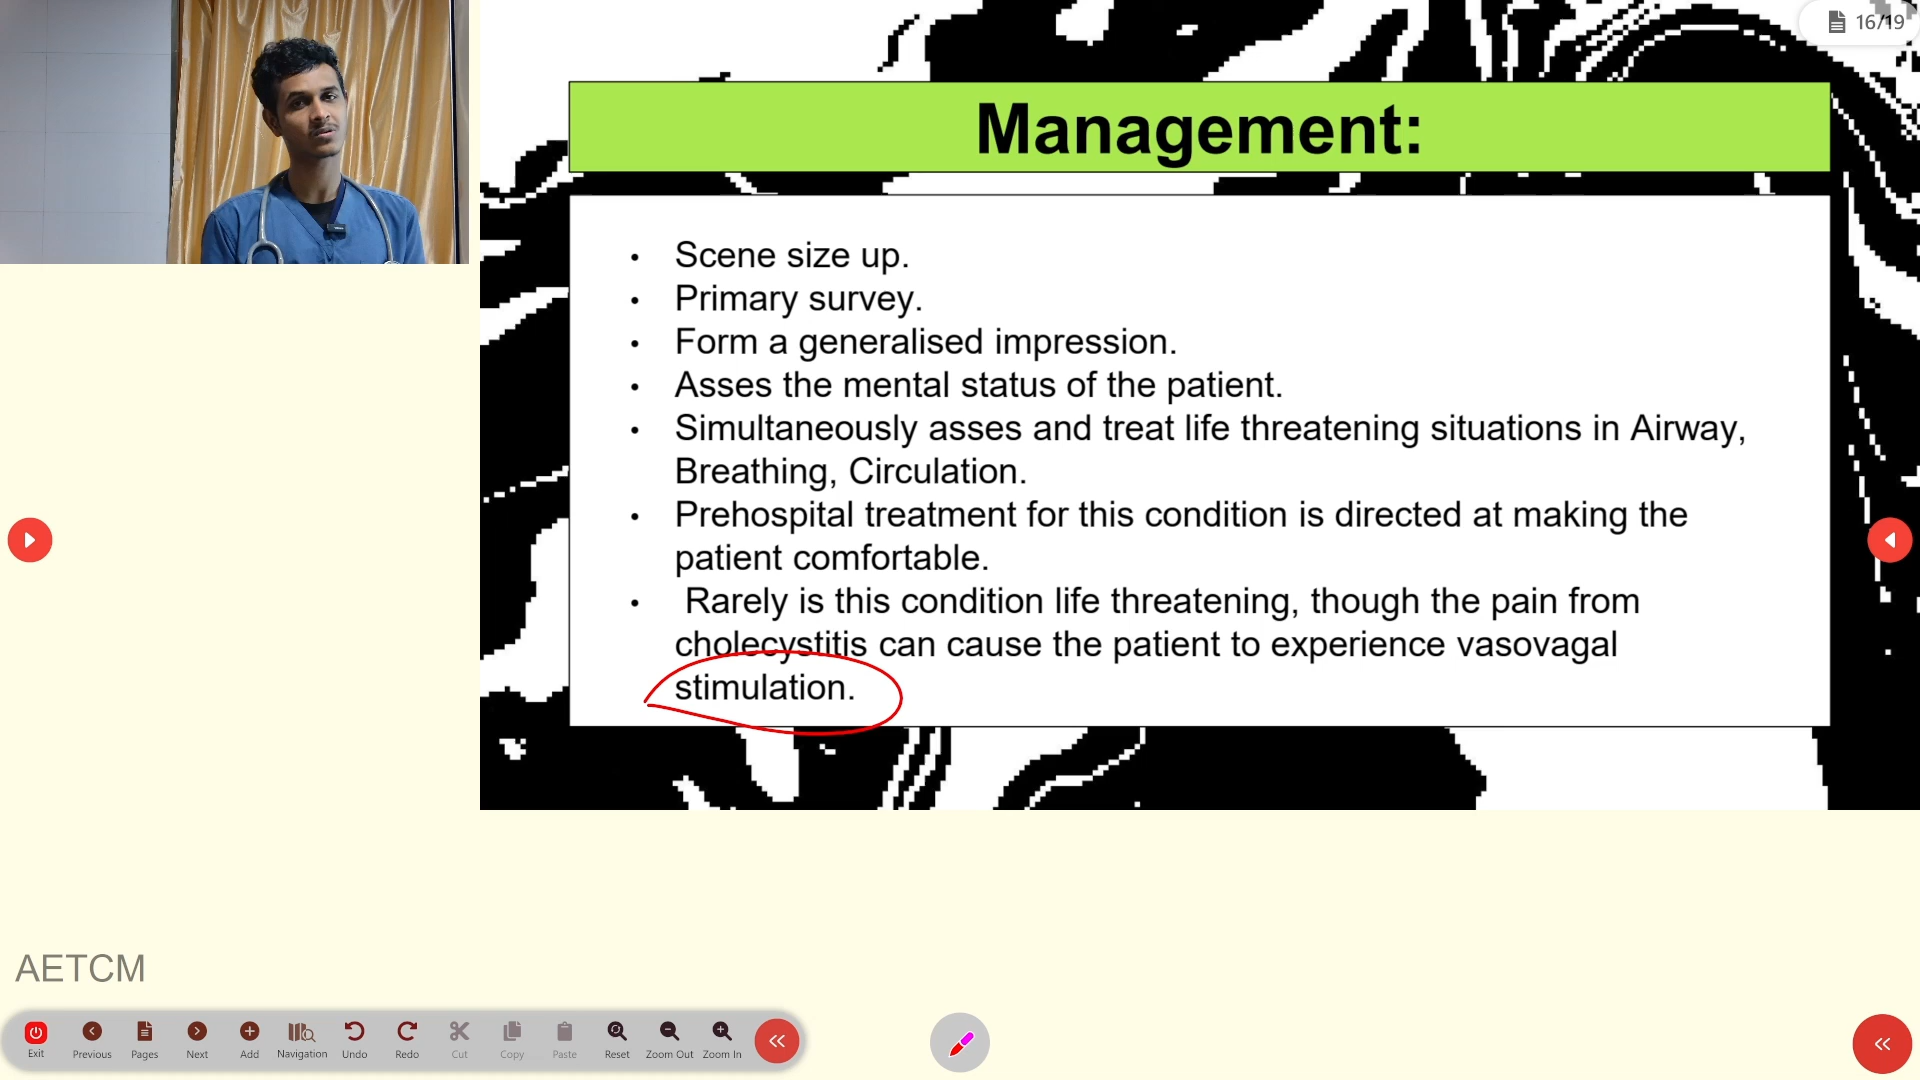 16/19
Management:
• Scene size up.
• Primary survey.
• Form a generalised impression.
• Asses the mental status of the patient.
• Simultaneously asses and treat life threatening situations in Airway,
Breathing, Circulation.
• Prehospital treatment for this condition is directed at making the
patient comfortable.
• Rarely is this condition life threatening, though the pain from
cholecystitis can cause the patient to experience vasovagal
stimulation.
AETCM
Exit Previous Pages Next Add Navigation Undo Redo Cut Copy Paste Reset Zoom Out Zoom In